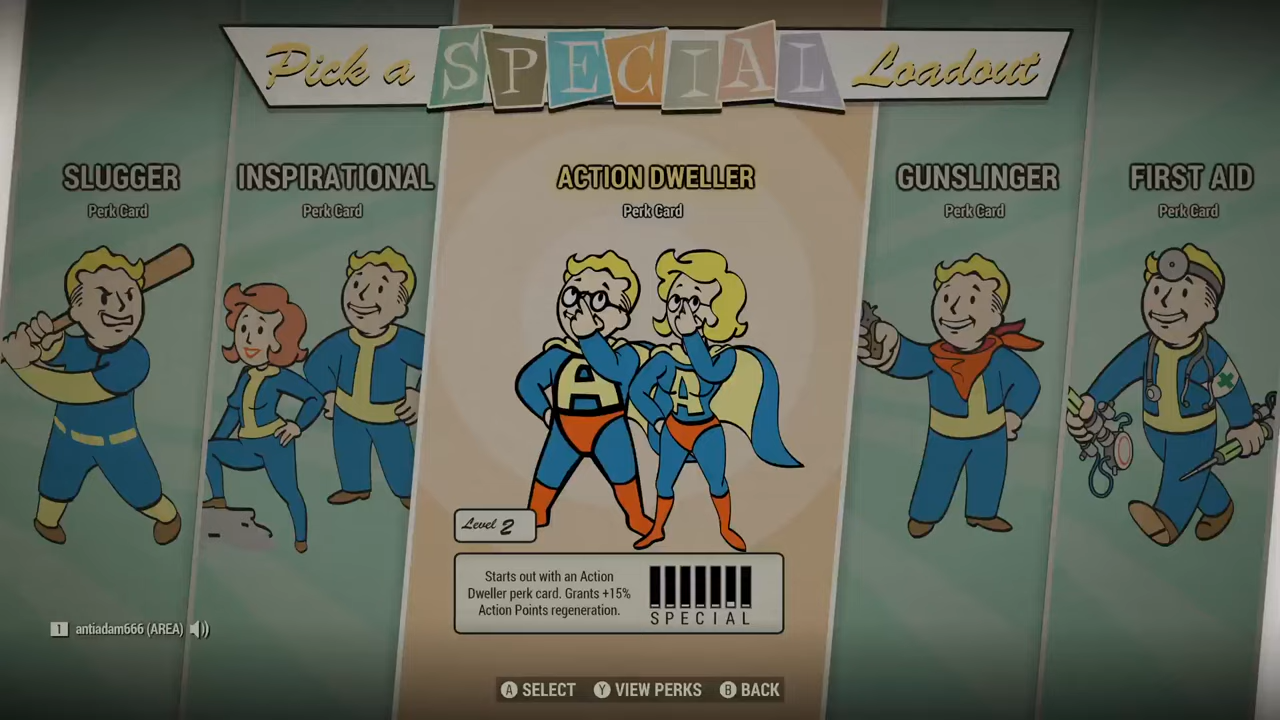 Pick a SPECIAL Loadout
SLUGGER
Perk Card
INSPIRATIONAL
Perk Card
ACTION DWELLER
Perk Card
GUNSLINGER
Perk Card
FIRST AID
Perk Card
A
A
Level 2
Starts out with an Action
Dweller perk card. Grants +15%
Action Points regeneration.
SPECIAL
1 antiadam666 (AREA)
A SELECT Y VIEW PERKS B BACK